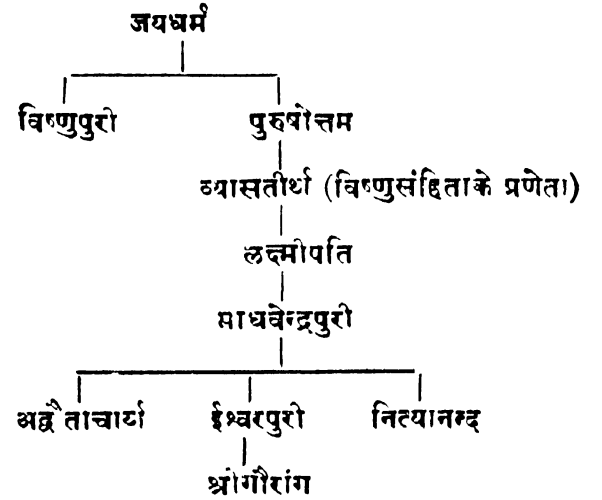 जयधर्म
विष्णुपुरी पुरुषोत्तम
व्यासतीर्था (विष्णुसंहिताके प्रणेता)
लक्ष्मीपति
माधवेन्द्रपुरी
अद्वैताचार्या ईश्वरपुरी नित्यानन्द
श्रीगौरांग